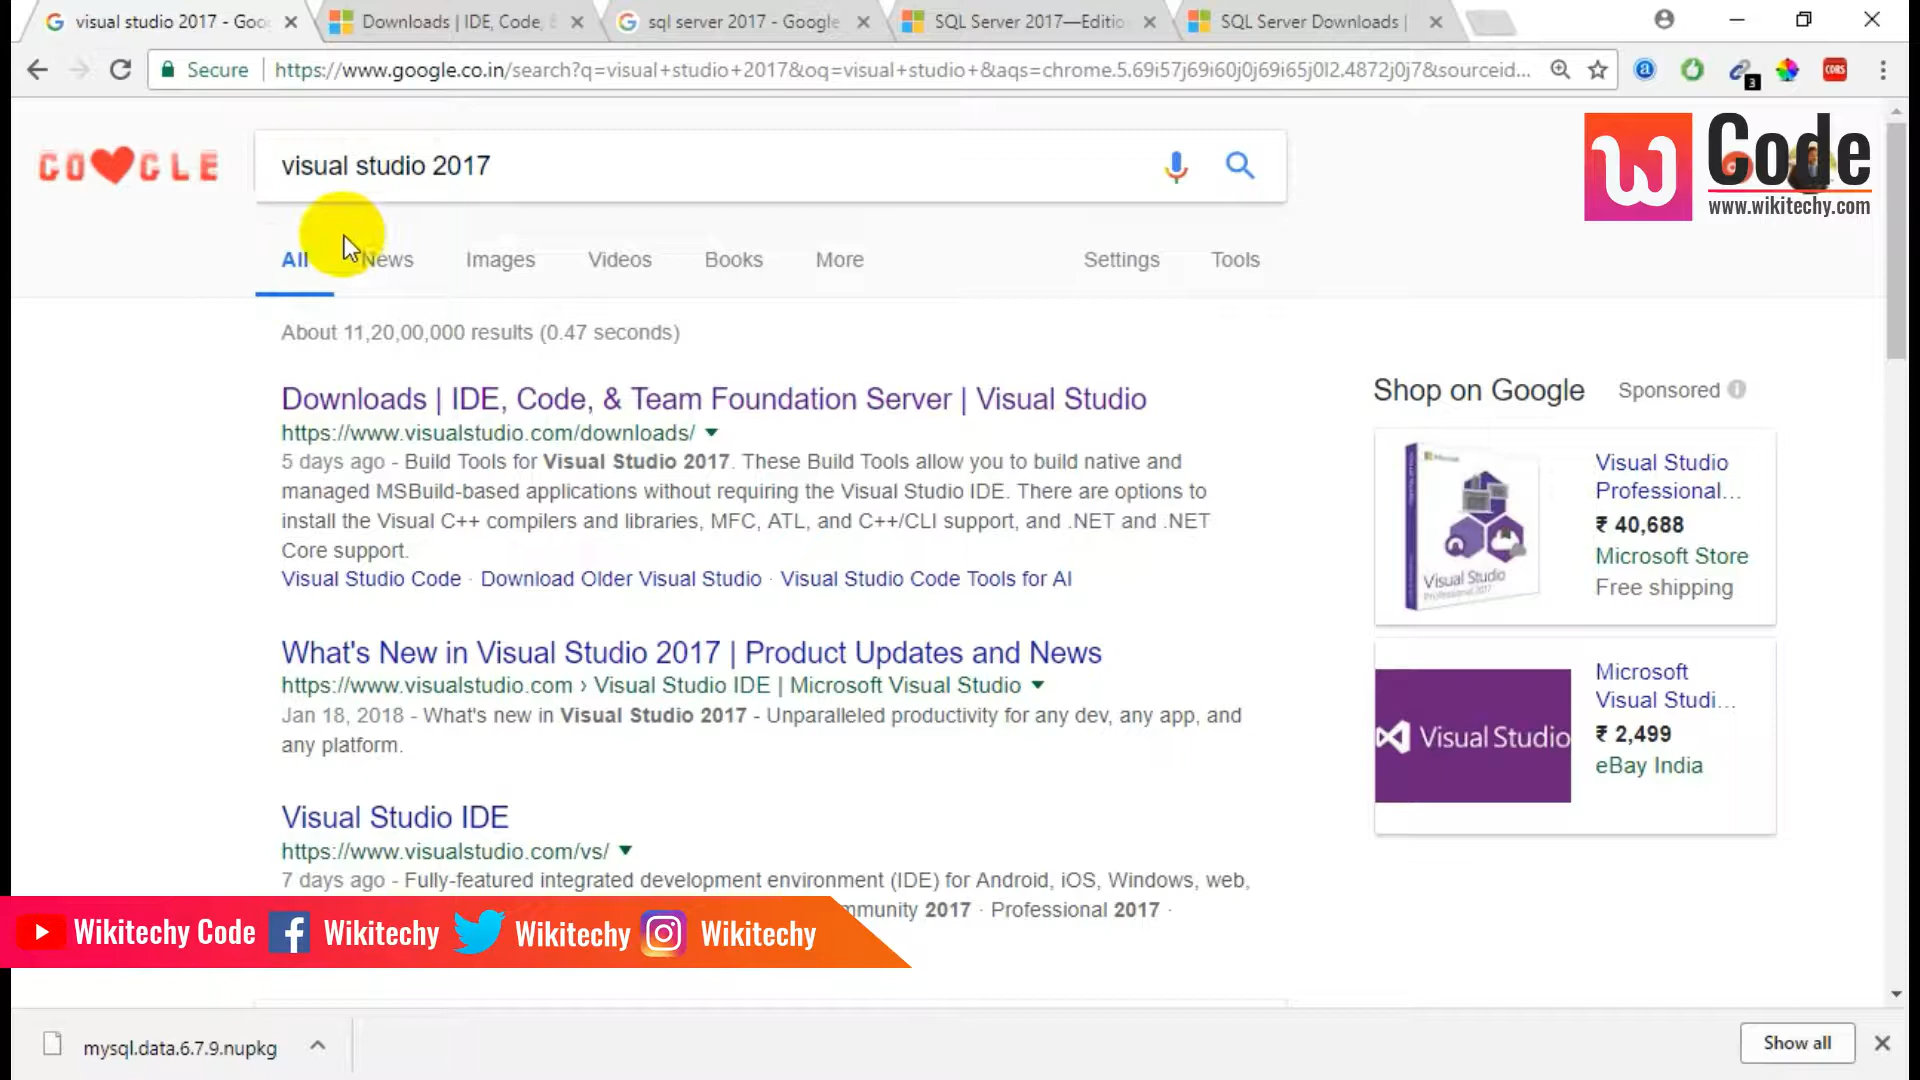 visual studio 2017 - Goo
Downloads | IDE, Code, &
sql server 2017 - Google
SQL Server 2017—Editio
SQL Server Downloads |
Secure
https://www.google.co.in/search?q=visual+studio+2017&oq=visual+studio+&aqs=chrome.5.69i57j69i60j0j69i65j0l2.4872j0j7&sourceid...
3
CORS
GO GLE
visual studio 2017
W
Code
www.wikitechy.com
All
News
Images
Videos
Books
More
Settings
Tools
About 11,20,00,000 results (0.47 seconds)
Downloads | IDE, Code, & Team Foundation Server | Visual Studio
https://www.visualstudio.com/downloads/
5 days ago - Build Tools for Visual Studio 2017. These Build Tools allow you to build native and
managed MSBuild-based applications without requiring the Visual Studio IDE. There are options to
install the Visual C++ compilers and libraries, MFC, ATL, and C++/CLI support, and .NET and .NET
Core support.
Visual Studio Code · Download Older Visual Studio · Visual Studio Code Tools for AI
What's New in Visual Studio 2017 | Product Updates and News
https://www.visualstudio.com › Visual Studio IDE | Microsoft Visual Studio
Jan 18, 2018 - What's new in Visual Studio 2017 - Unparalleled productivity for any dev, any app, and
any platform.
Visual Studio IDE
https://www.visualstudio.com/vs/
7 days ago - Fully-featured integrated development environment (IDE) for Android, iOS, Windows, web,
mmunity 2017 · Professional 2017 ·
Shop on Google
Sponsored
Microsoft
Visual Studio
Professional 2017
Visual Studio
Professional...
₹ 40,688
Microsoft Store
Free shipping
Visual Studio
Microsoft
Visual Studi...
₹ 2,499
eBay India
Wikitechy Code
Wikitechy
Wikitechy
Wikitechy
mysql.data.6.7.9.nupkg
Show all